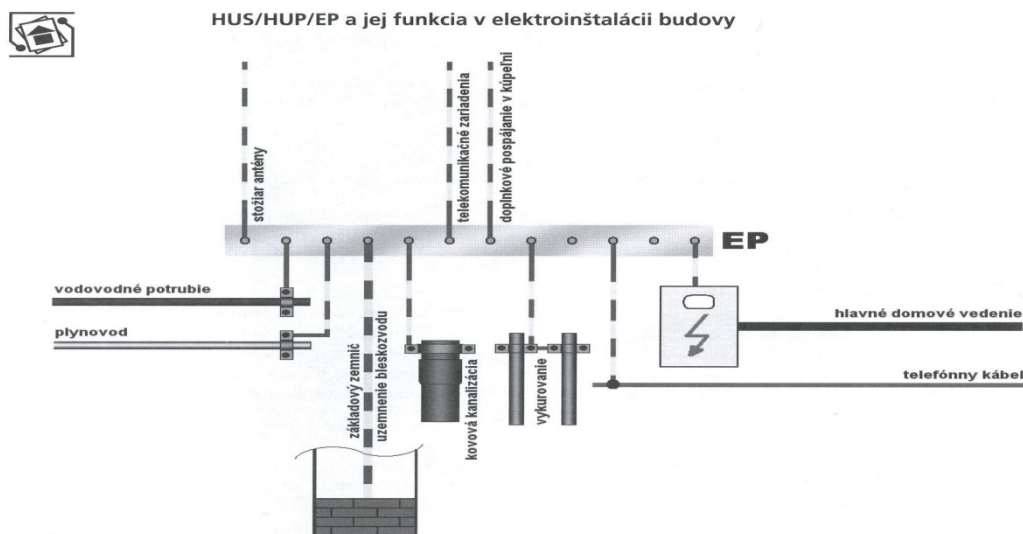 HUS/HUP/EP a jej funkcia v elektroinštalácii budovy
stožiar antény
telekomunikačné zariadenia
doplnkové pospájanie v kúpeľni
EP
vodovodné potrubie
plynovod
základový zemnič
uzemnenie bleskozvodu
kovová kanalizácia
vykurovanie
hlavné domové vedenie
telefónny kábel